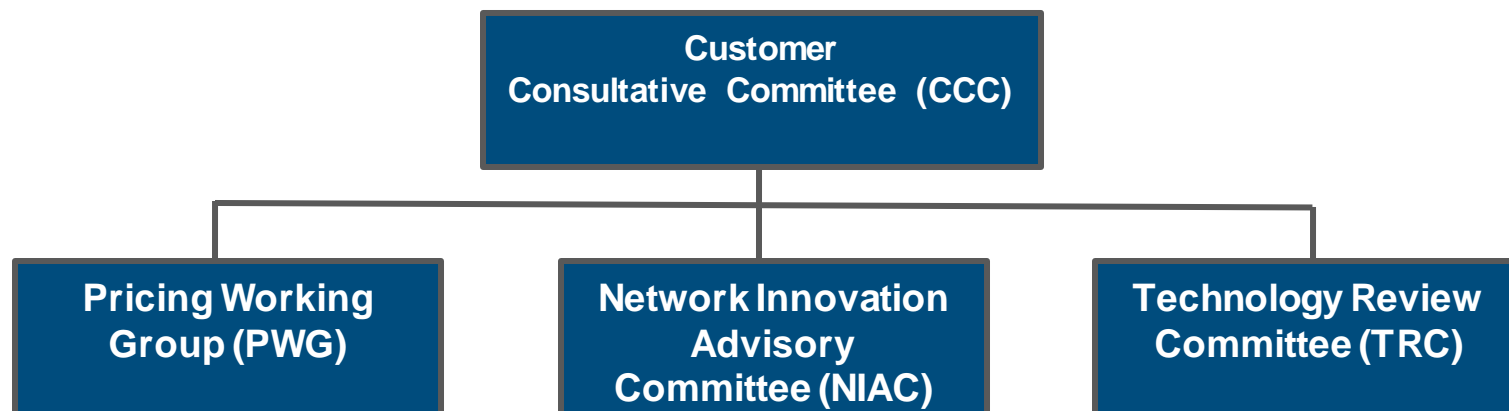 Customer
Consultative Committee (CCC)
Pricing Working
Group (PWG)
Network Innovation
Advisory
Committee (NIAC)
Technology Review
Committee (TRC)